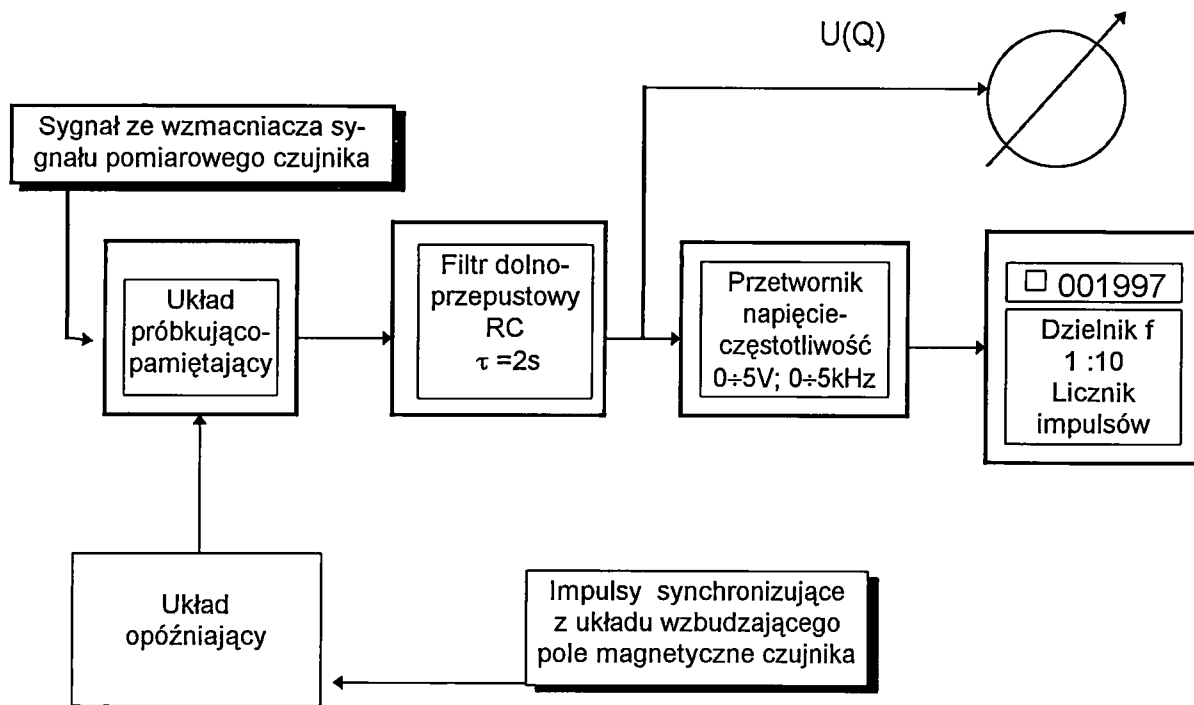 U(Q)
Sygnał ze wzmacniacza sy-
gnału pomiarowego czujnika
Układ
próbkująco-
pamiętający
Filtr dolno-
przepustowy
RC
τ =2s
Przetwornik
napięcie-
częstotliwość
0÷5V; 0÷5kHz
001997
Dzielnik f
1 :10
Licznik
impulsów
Układ
opóźniający
Impulsy synchronizujące
z układu wzbudzającego
pole magnetyczne czujnika